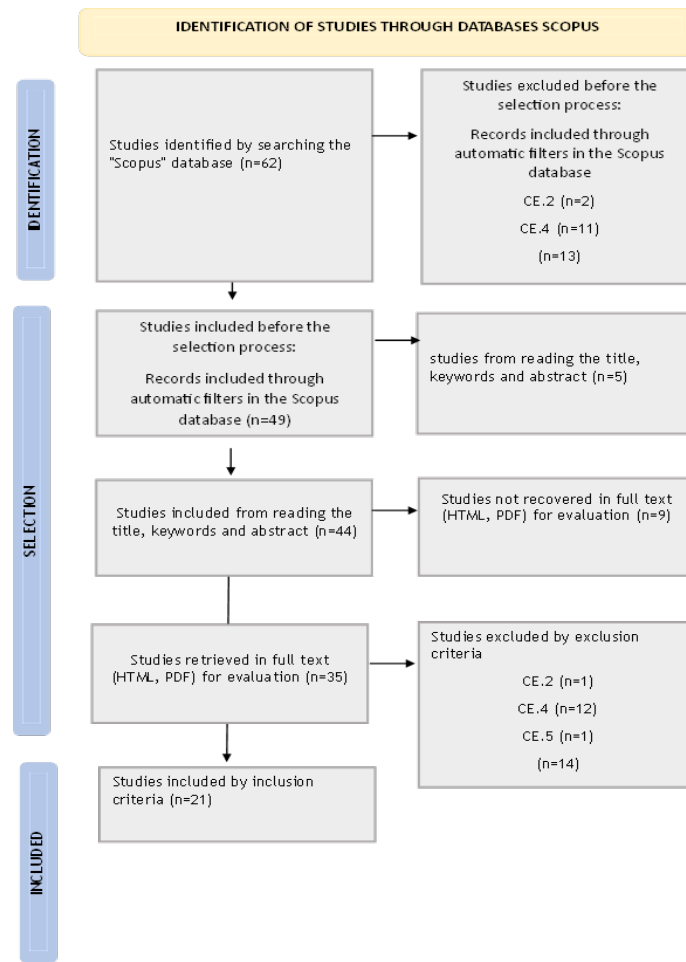 IDENTIFICATION OF STUDIES THROUGH DATABASES SCOPUS
IDENTIFICATION
Studies identified by searching the
"Scopus" database (n=62)
Studies excluded before the
selection process:
Records included through
automatic filters in the Scopus
database
CE.2 (n=2)
CE.4 (n=11)
(n=13)
SELECTION
Studies included before the
selection process:
Records included through
automatic filters in the Scopus
database (n=49)
studies from reading the title,
keywords and abstract (n=5)
Studies included from reading the
title, keywords and abstract (n=44)
Studies not recovered in full text
(HTML, PDF) for evaluation (n=9)
Studies retrieved in full text
(HTML, PDF) for evaluation (n=35)
Studies excluded by exclusion
criteria
CE.2 (n=1)
CE.4 (n=12)
CE.5 (n=1)
(n=14)
INCLUDED
Studies included by inclusion
criteria (n=21)